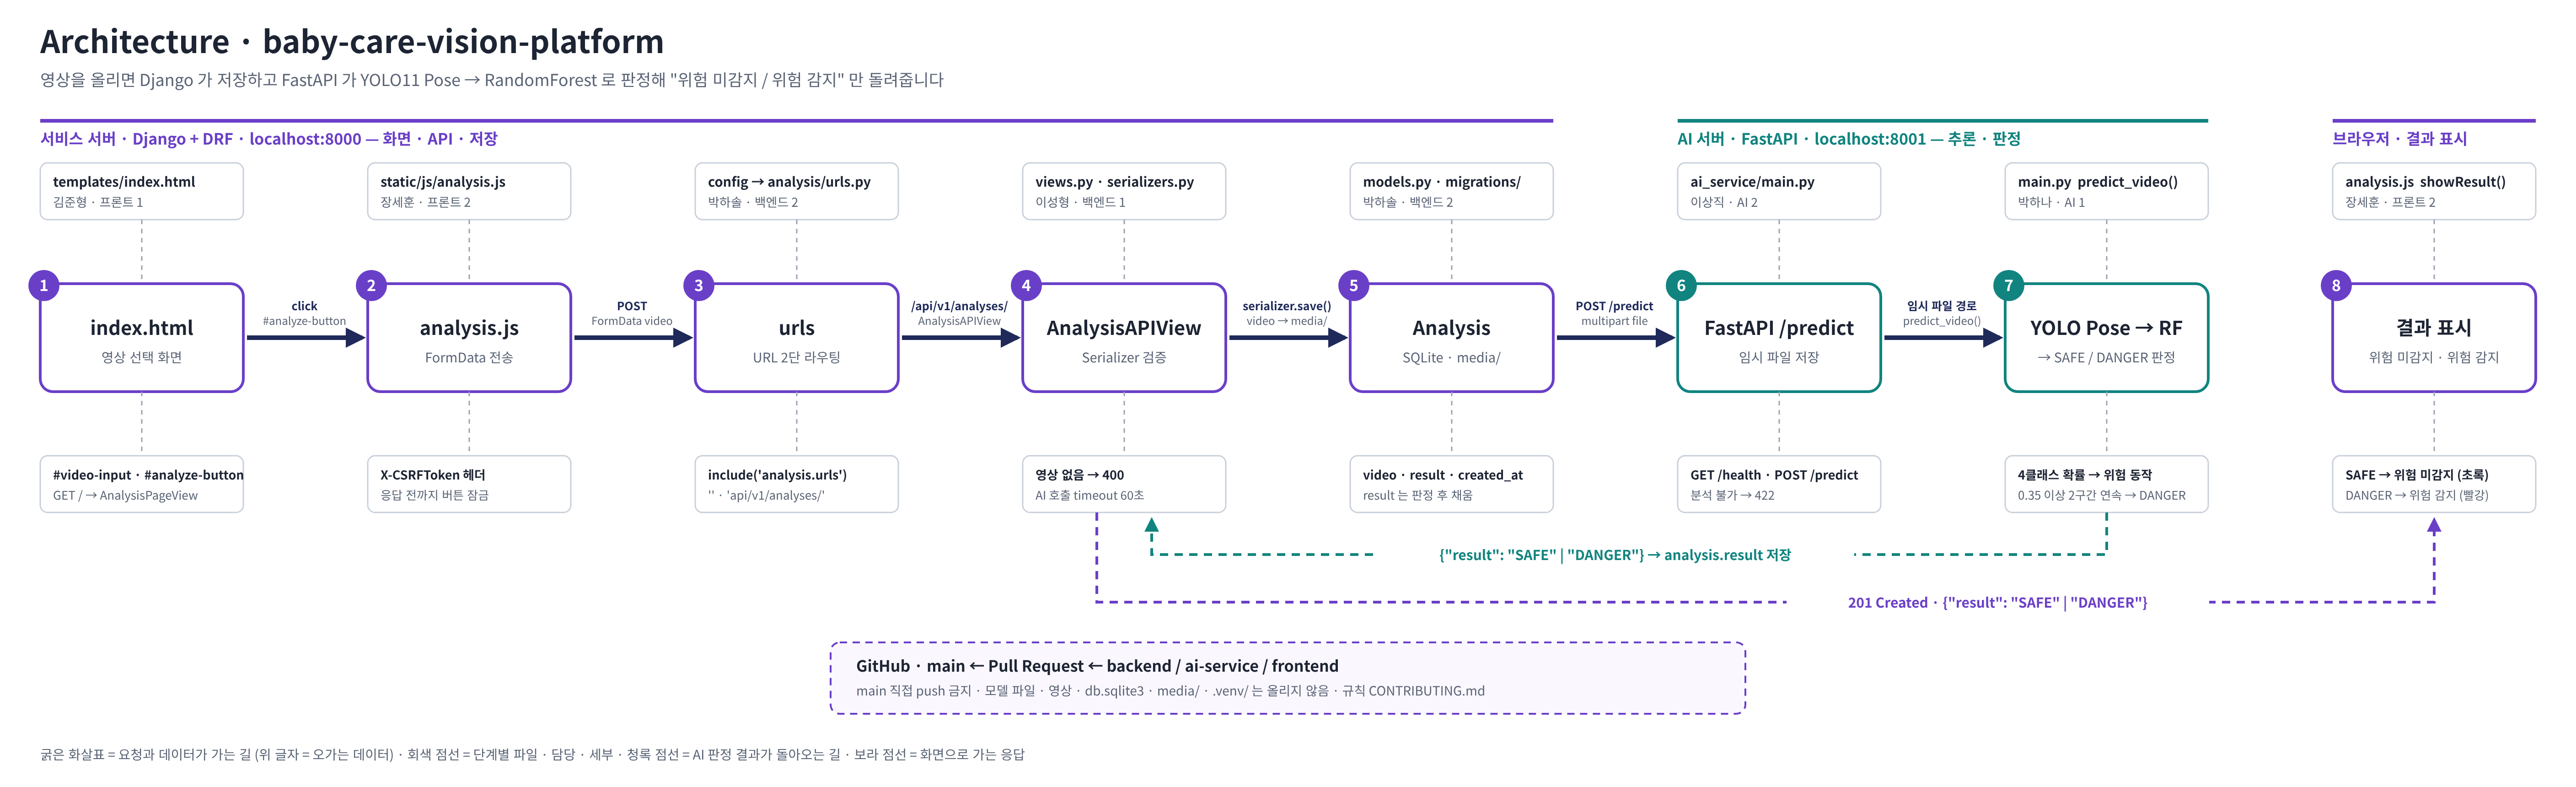 Architecture · baby-care-vision-platform
영상을 올리면 Django 가 저장하고 FastAPI 가 YOLO11 Pose → RandomForest 로 판정해 "위험 미감지 / 위험 감지" 만 돌려줍니다
서비스 서버 · Django + DRF · localhost:8000 — 화면 · API · 저장
AI 서버 · FastAPI · localhost:8001 — 추론 · 판정
브라우저 · 결과 표시
templates/index.html
김준형 · 프론트 1
static/js/analysis.js
장세훈 · 프론트 2
config → analysis/urls.py
박하솔 · 백엔드 2
views.py · serializers.py
이성형 · 백엔드 1
models.py · migrations/
박하솔 · 백엔드 2
ai_service/main.py
이상직 · AI 2
main.py predict_video()
박하나 · AI 1
analysis.js showResult()
장세훈 · 프론트 2
1
index.html
영상 선택 화면
click
#analyze-button
2
analysis.js
FormData 전송
POST
FormData video
3
urls
URL 2단 라우팅
/api/v1/analyses/
AnalysisAPIView
4
AnalysisAPIView
Serializer 검증
serializer.save()
video → media/
5
Analysis
SQLite · media/
POST /predict
multipart file
6
FastAPI /predict
임시 파일 저장
임시 파일 경로
predict_video()
7
YOLO Pose → RF
→ SAFE / DANGER 판정
8
결과 표시
위험 미감지 · 위험 감지
#video-input · #analyze-button
GET / → AnalysisPageView
X-CSRFToken 헤더
응답 전까지 버튼 잠금
include('analysis.urls')
'' · 'api/v1/analyses/'
영상 없음 → 400
AI 호출 timeout 60초
video · result · created_at
result 는 판정 후 채움
GET /health · POST /predict
분석 불가 → 422
4클래스 확률 → 위험 동작
0.35 이상 2구간 연속 → DANGER
SAFE → 위험 미감지 (초록)
DANGER → 위험 감지 (빨강)
{"result": "SAFE" | "DANGER"} → analysis.result 저장
201 Created · {"result": "SAFE" | "DANGER"}
GitHub · main ← Pull Request ← backend / ai-service / frontend
main 직접 push 금지 · 모델 파일 · 영상 · db.sqlite3 · media/ · .venv/ 는 올리지 않음 · 규칙 CONTRIBUTING.md
굵은 화살표 = 요청과 데이터가 가는 길 (위 글자 = 오가는 데이터) · 회색 점선 = 단계별 파일 · 담당 · 세부 · 청록 점선 = AI 판정 결과가 돌아오는 길 · 보라 점선 = 화면으로 가는 응답